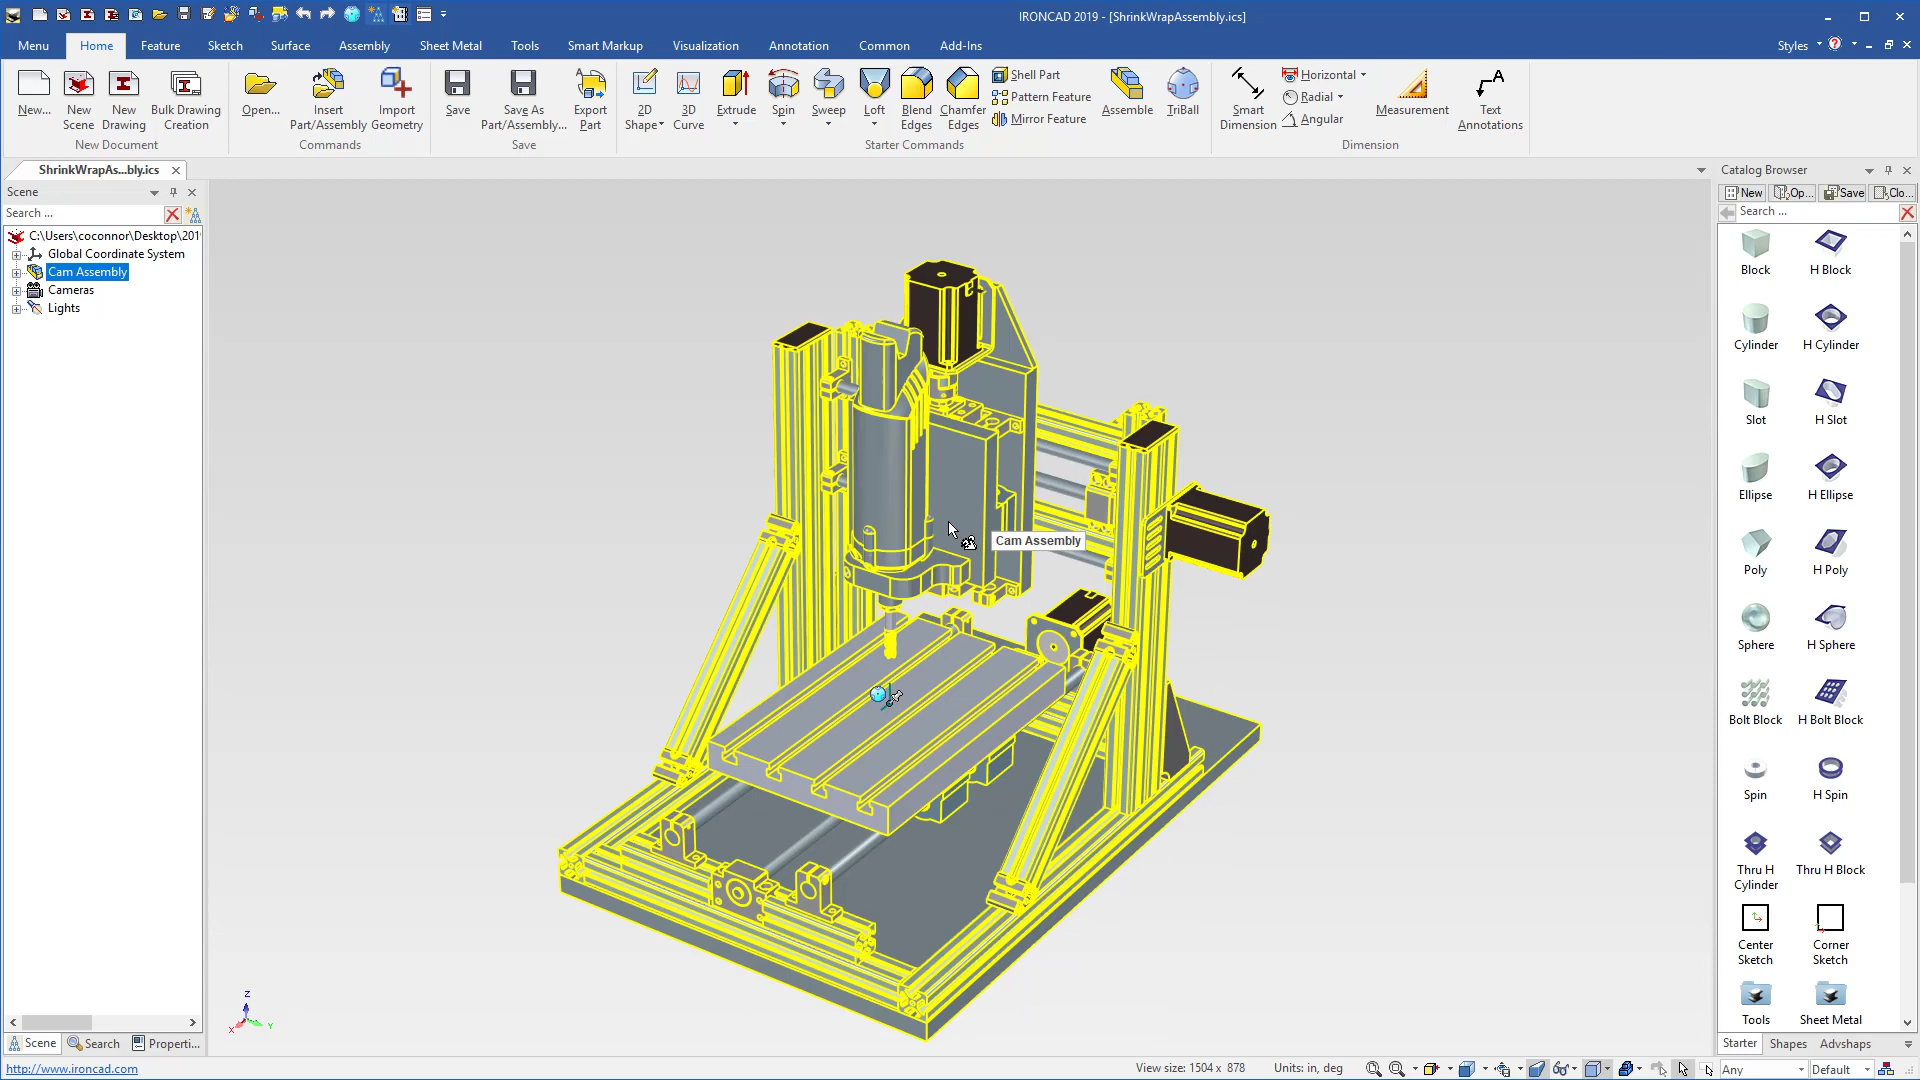 IRONCAD 2019 - [ShrinkWrapAssembly.ics]
Menu Home Feature Sketch Surface Assembly Sheet Metal Tools Smart Markup Visualization Annotation Common Add-Ins Styles
New... New Scene New Drawing Bulk Drawing Creation
New Document
Open... Insert Part/Assembly Import Geometry
Commands
Save Save As Part/Assembly... Export Part
Save
2D Shape 3D Curve Extrude Spin Sweep Loft Blend Edges Chamfer Edges
Shell Part
Pattern Feature
Mirror Feature
Assemble TriBall
Starter Commands
Smart Dimension
Horizontal
Radial
Angular
Measurement Text Annotations
Dimension
ShrinkWrapAs...bly.ics
Scene
Search ...
C:\Users\coconnor\Desktop\201
Global Coordinate System
Cam Assembly
Cameras
Lights
Cam Assembly
Z
X
Y
Catalog Browser
New Op... Save Clo...
Search ...
Block H Block
Cylinder H Cylinder
Slot H Slot
Ellipse H Ellipse
Poly H Poly
Sphere H Sphere
Bolt Block H Bolt Block
Spin H Spin
Thru H Cylinder Thru H Block
Center Sketch Corner Sketch
Tools Sheet Metal
Starter Shapes Advshaps
Scene Search Properti...
http://www.ironcad.com
View size: 1504 x 878 Units: in, deg Any Default